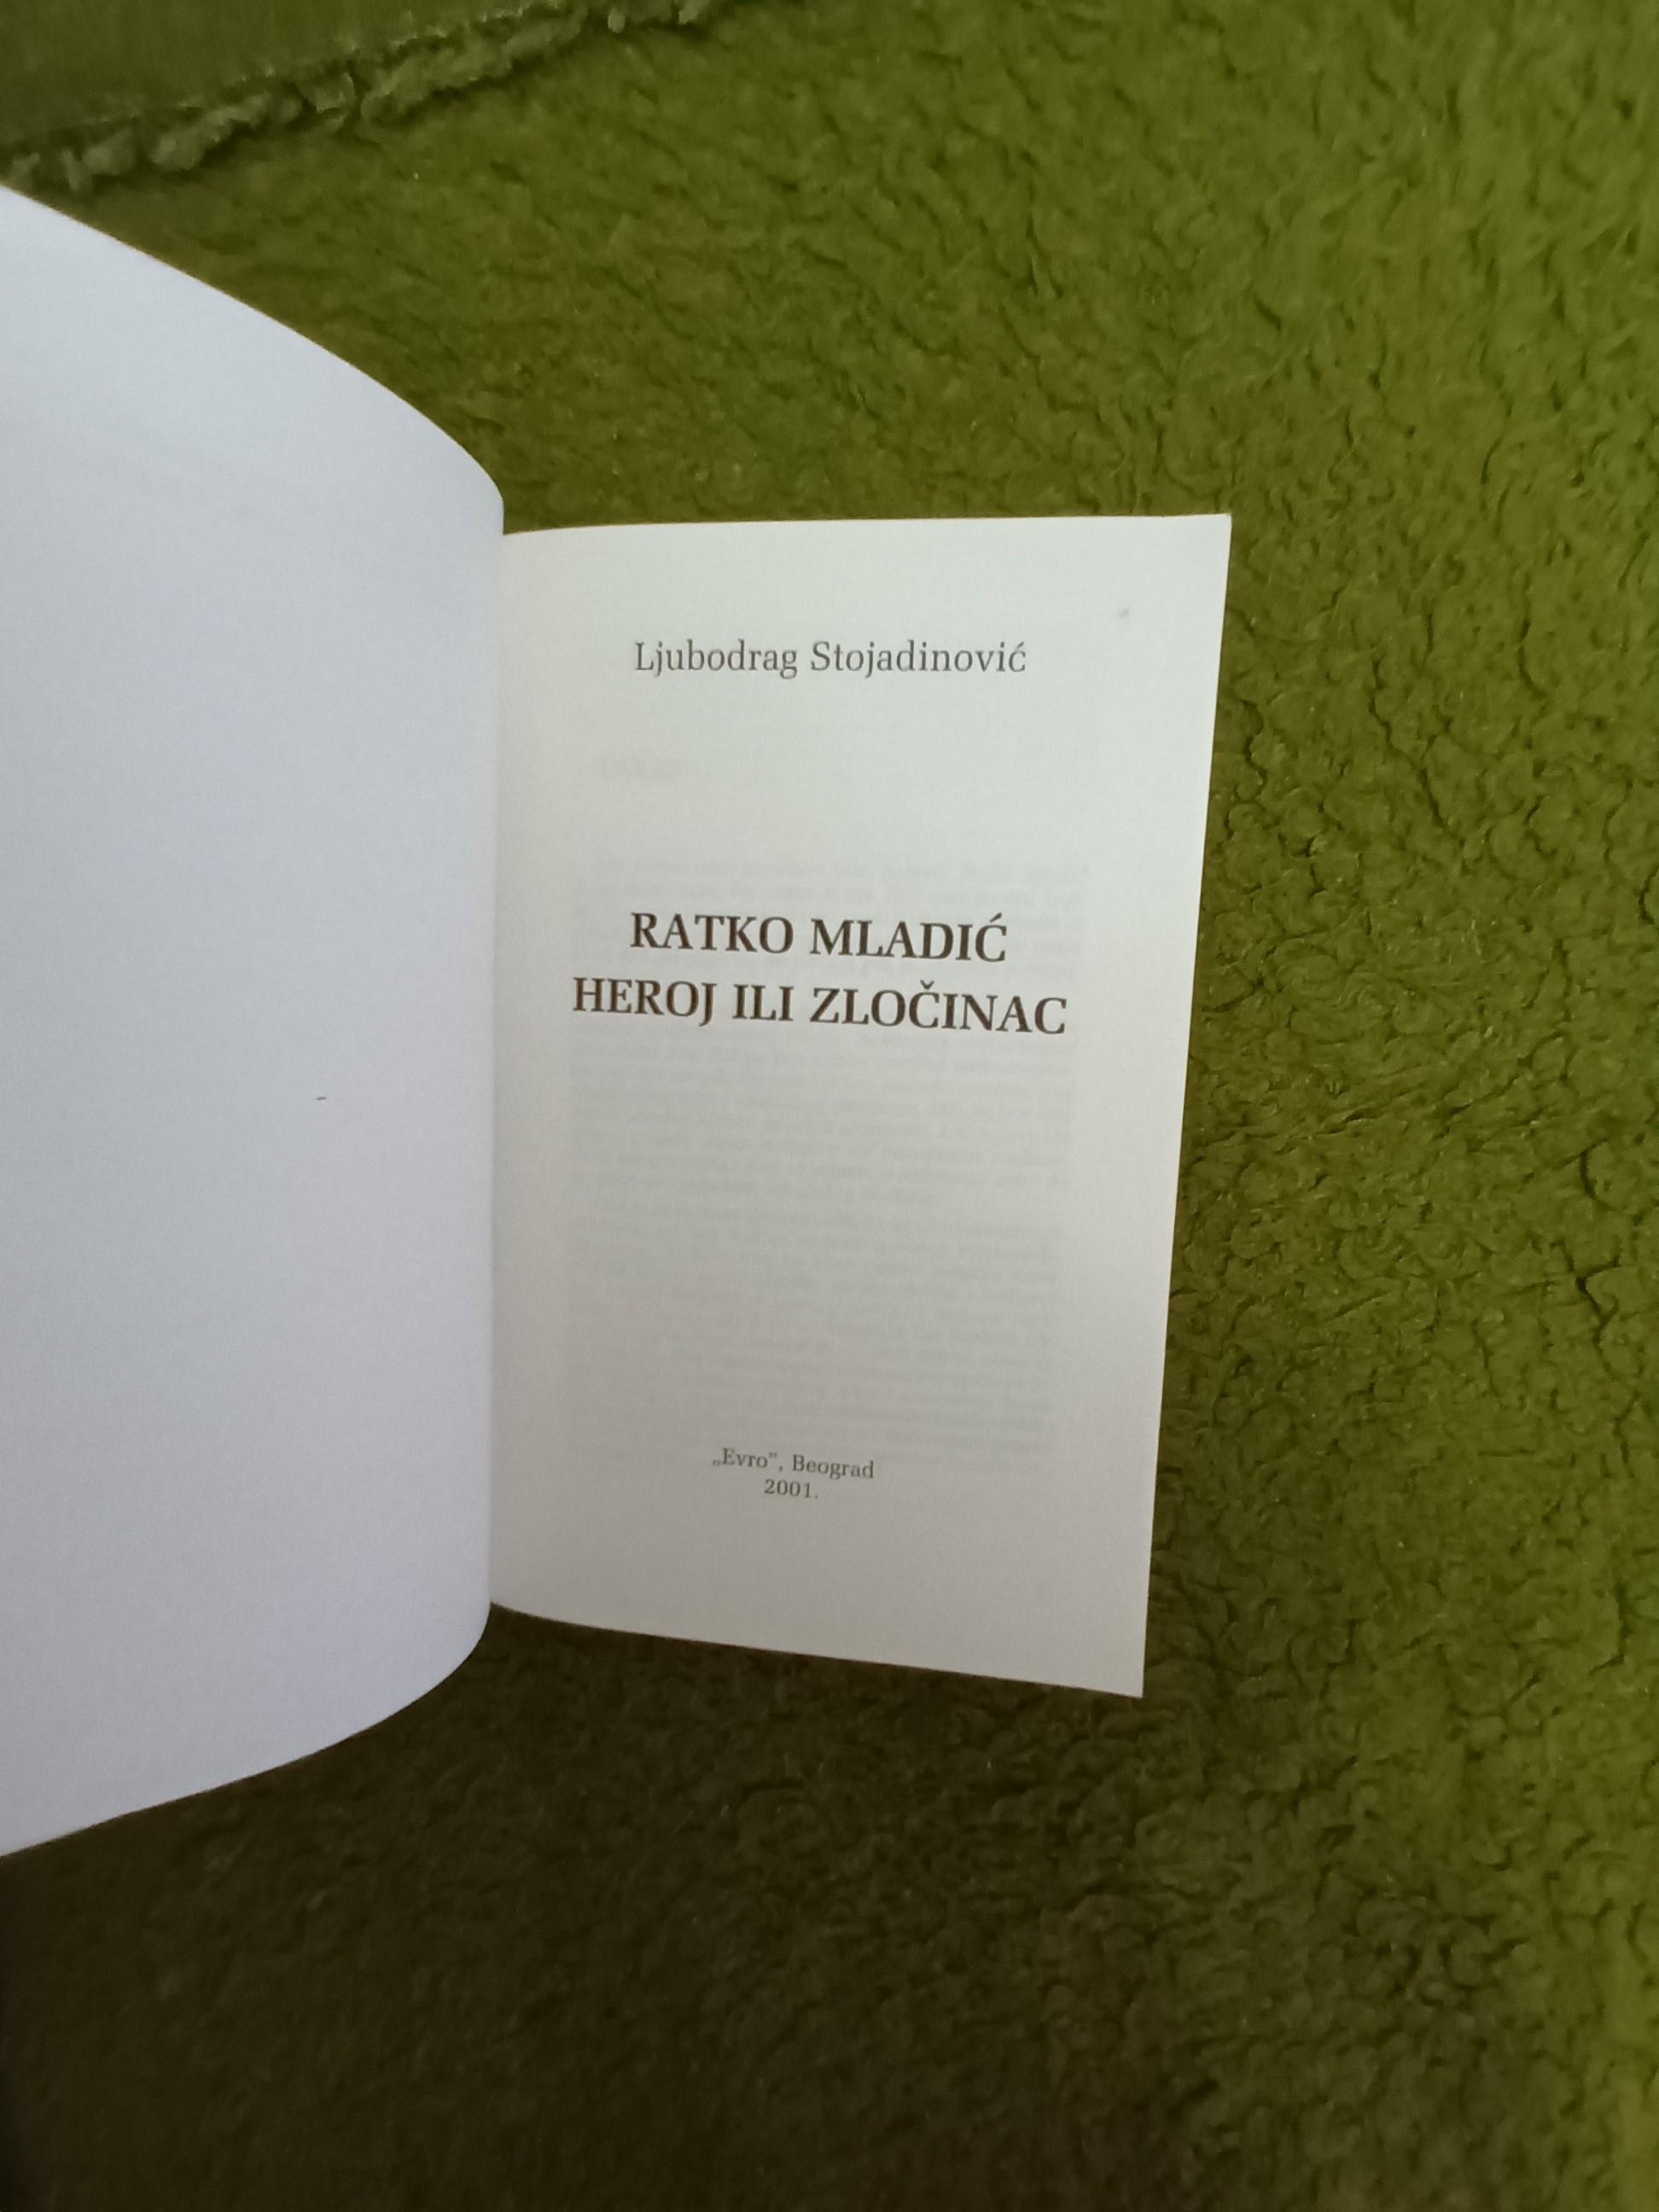 Ljubodrag Stojadinović
RATKO MLADIĆ
HEROJ ILI ZLOČINAC
„Evro”, Beograd
2001.